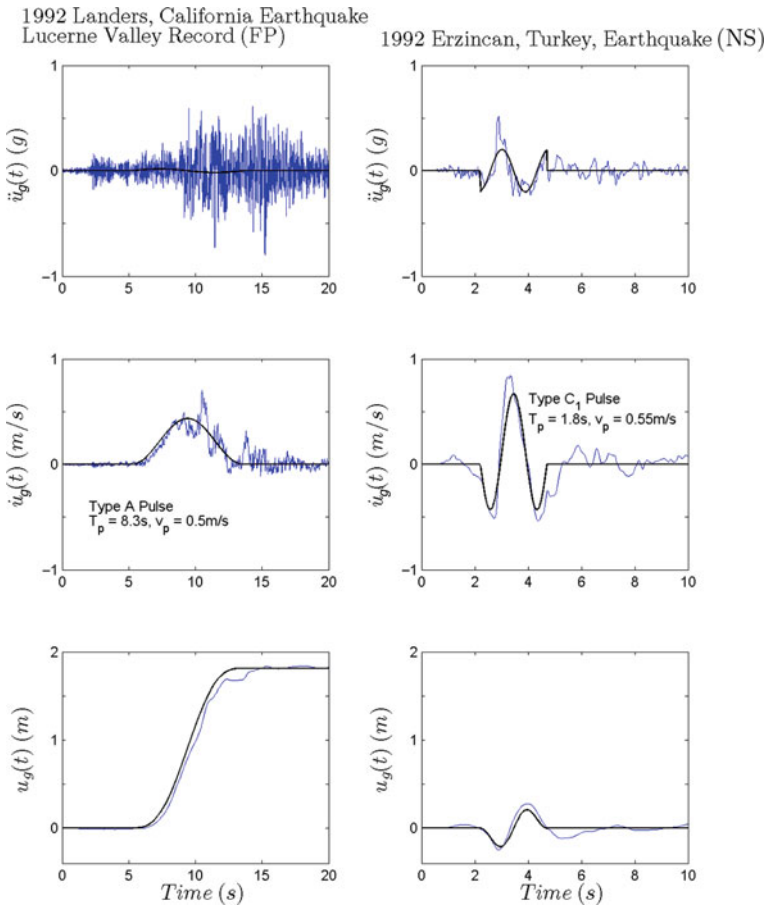 1992 Landers, California Earthquake
Lucerne Valley Record (FP)
1992 Erzincan, Turkey, Earthquake (NS)
1
0
−1
ü_g(t) (g)
0 5 10 15 20
1
0
−1
ü_g(t) (g)
0 2 4 6 8 10
1
0
−1
u̇_g(t) (m/s)
Type A Pulse
T_p = 8.3s, v_p = 0.5m/s
0 5 10 15 20
1
0
−1
u̇_g(t) (m/s)
Type C_1 Pulse
T_p = 1.8s, v_p = 0.55m/s
0 2 4 6 8 10
2
1
0
u_g(t) (m)
0 5 10 15 20
Time (s)
2
1
0
u_g(t) (m)
0 2 4 6 8 10
Time (s)